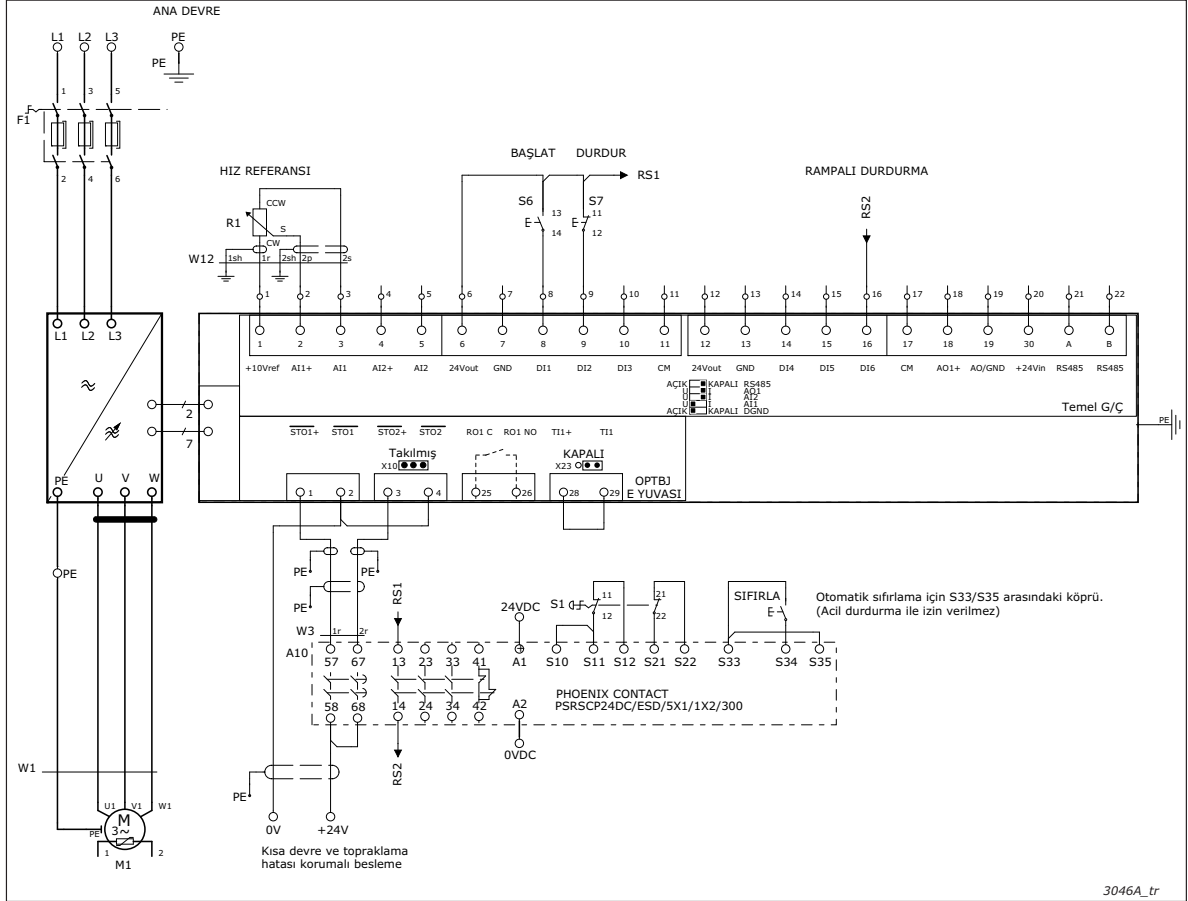 ANA DEVRE
L1 L2 L3 PE
PE
1 3 5
F1
2 4 6
HIZ REFERANSI
BAŞLAT DURDUR
RS1
RAMPALI DURDURMA
RS2
CCW
R1
S
CW
S6
13
14
S7
11
12
W12 1sh 1r 2sh 2p 2s
1 2 3 4 5 6 7 8 9 10 11 12 13 14 15 16 17 18 19 20 21 22
L1 L2 L3
1 2 3 4 5 6 7 8 9 10 11 12 13 14 15 16 17 18 19 30 A B
+10Vref AI1+ AI1 AI2+ AI2 24Vout GND DI1 DI2 DI3 CM 24Vout GND DI4 DI5 DI6 CM AO1+ AO/GND +24Vin RS485 RS485
AÇIK KAPALI RS485
U I AO1
U I AI2
U I AI1
AÇIK KAPALI DGND
Temel G/Ç
2
7
PE
STO1+ STO1 STO2+ STO2 RO1 C RO1 NO TI1+ TI1
Takılmış
X10
KAPALI
X23
PE U V W
1 2 3 4 25 26 28 29
OPTBJ
E YUVASI
PE
PE PE
PE
W3 1r 2r
RS1
24VDC
S1
11
12
21
22
SIFIRLA
Otomatik sıfırlama için S33/S35 arasındaki köprü.
(Acil durdurma ile izin verilmez)
A10
57 67 13 23 33 41 A1 S10 S11 S12 S21 S22 S33 S34 S35
58 68 14 24 34 42 A2
PHOENIX CONTACT
PSRSCP24DC/ESD/5X1/1X2/300
RS2
0VDC
W1
PE
U1 V1 W1
PE
M
3~
1 2
M1
0V +24V
Kısa devre ve topraklama
hatası korumalı besleme
3046A_tr